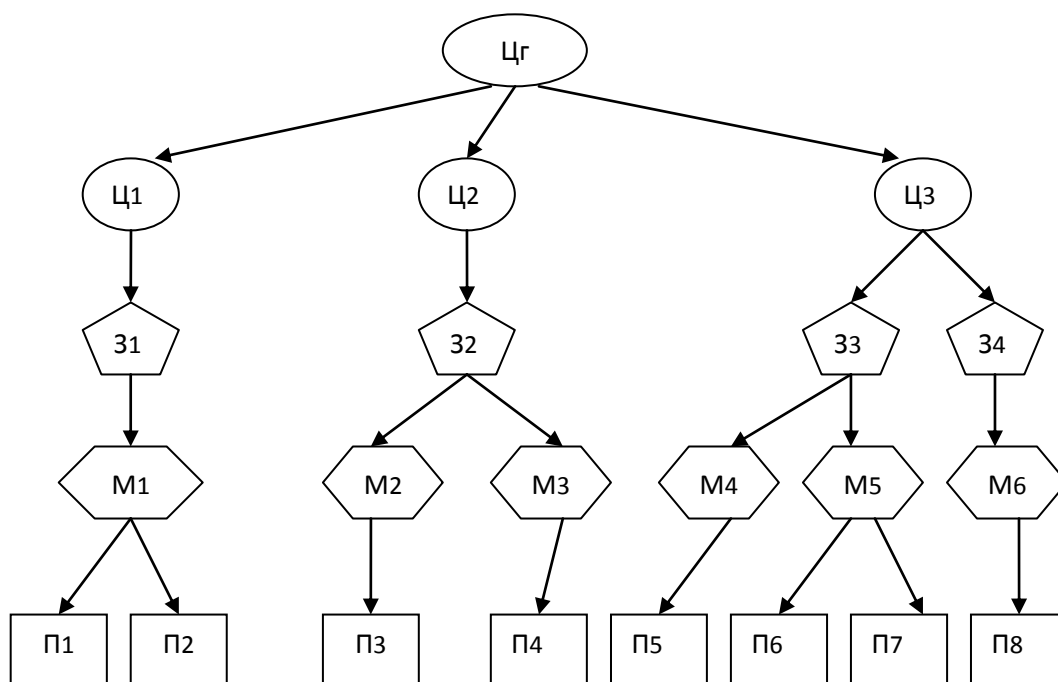 Цг
Ц1 Ц2 Ц3
З1 З2 З3 З4
М1 М2 М3 М4 М5 М6
П1 П2 П3 П4 П5 П6 П7 П8